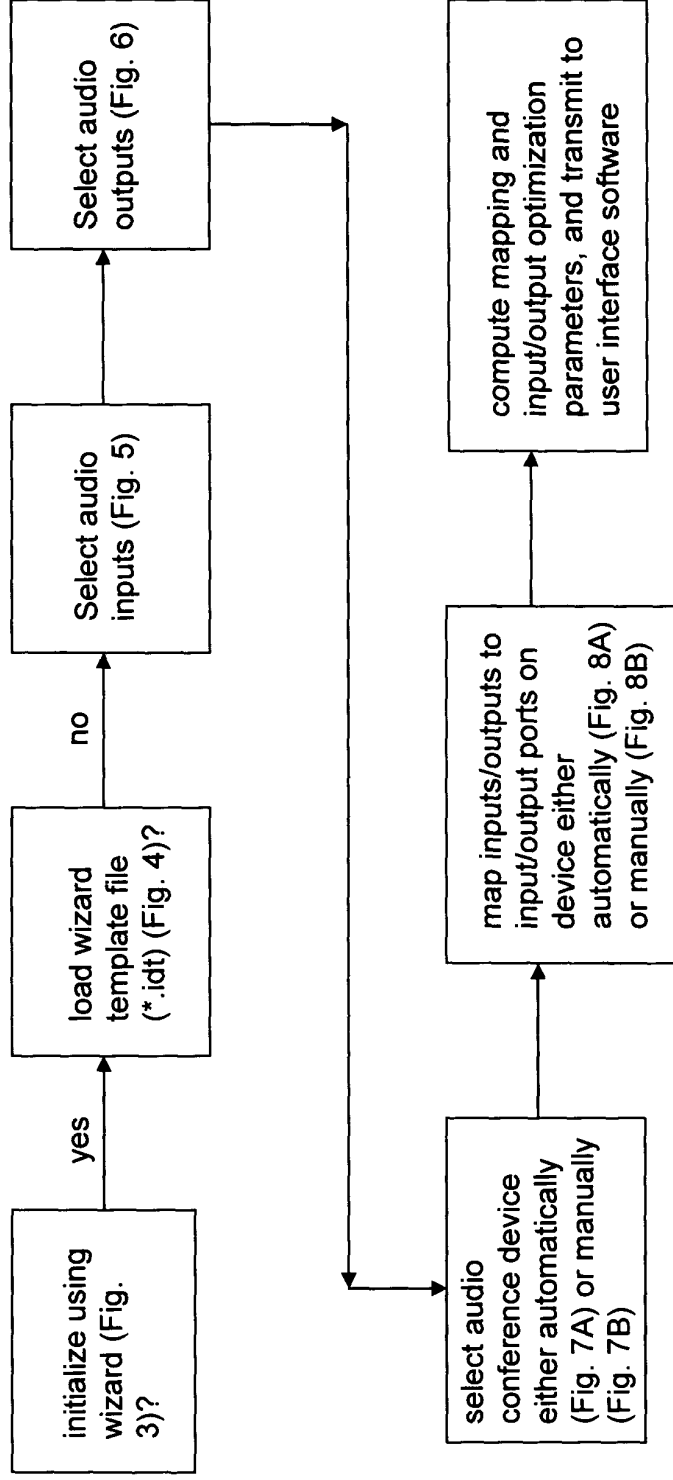 initialize using
wizard (Fig.
3)?
yes
load wizard
template file
(*.idt) (Fig. 4)?
no
Select audio
inputs (Fig. 5)
Select audio
outputs (Fig. 6)
select audio
conference device
either automatically
(Fig. 7A) or manually
(Fig. 7B)
map inputs/outputs to
input/output ports on
device either
automatically (Fig. 8A)
or manually (Fig. 8B)
compute mapping and
input/output optimization
parameters, and transmit to
user interface software